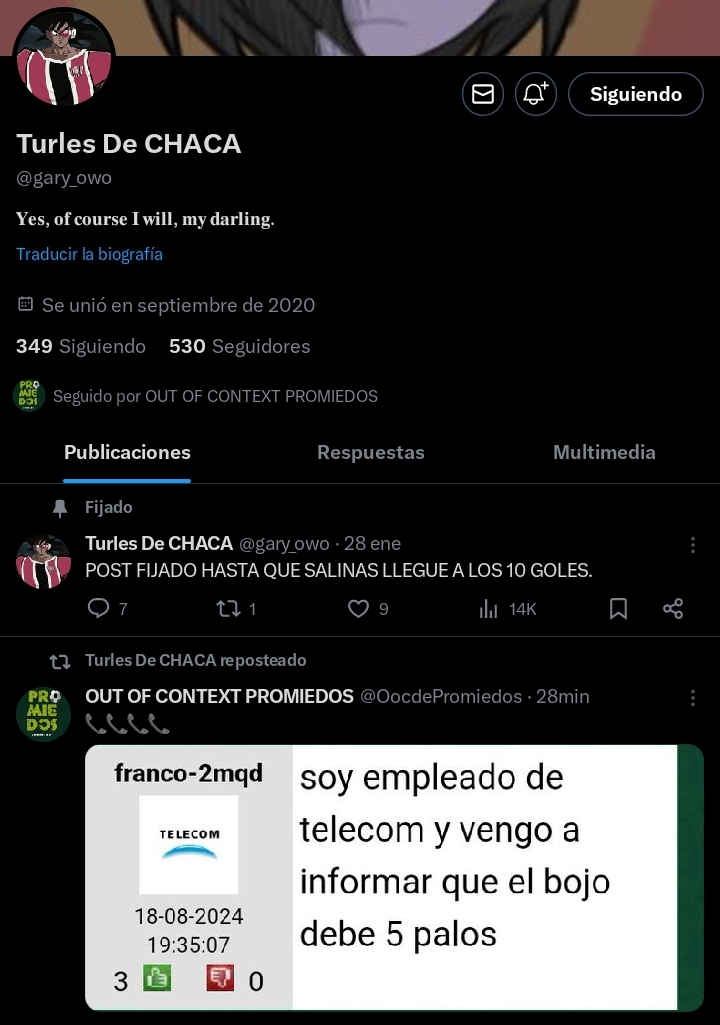 Siguiendo
Turles De CHACA
@gary_owo
Yes, of course I will, my darling.
Traducir la biografía
Se unió en septiembre de 2020
349 Siguiendo 530 Seguidores
PROMIEDOS
Seguido por OUT OF CONTEXT PROMIEDOS
Publicaciones Respuestas Multimedia
Fijado
Turles De CHACA @gary_owo · 28 ene
POST FIJADO HASTA QUE SALINAS LLEGUE A LOS 10 GOLES.
7 1 9 14K
Turles De CHACA reposteado
OUT OF CONTEXT PROMIEDOS @OocdePromiedos · 28min
PR
MIE
DOS
📞📞📞📞
franco-2mqd
TELECOM
18-08-2024
19:35:07
3 0
soy empleado de
telecom y vengo a
informar que el bojo
debe 5 palos